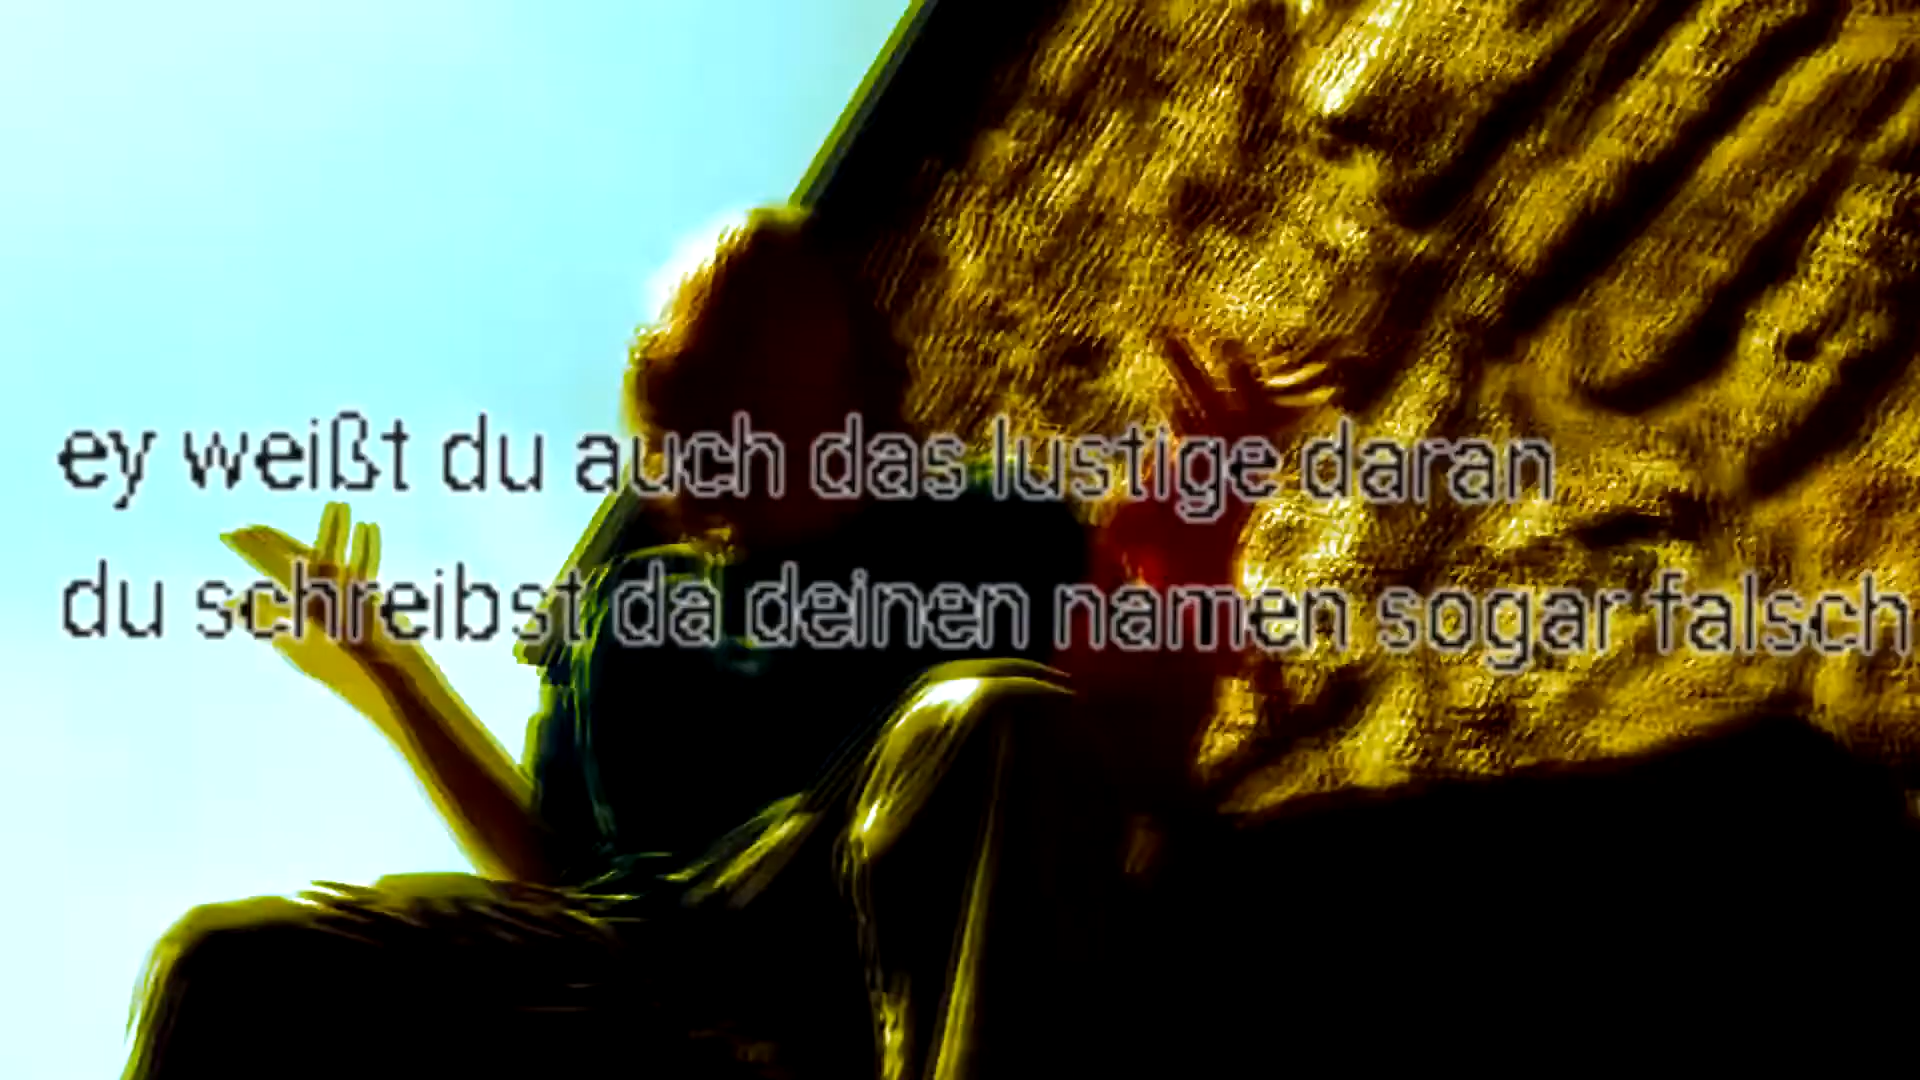 ey weißt du auch das lustige daran
du schreibst da deinen namen sogar falsch